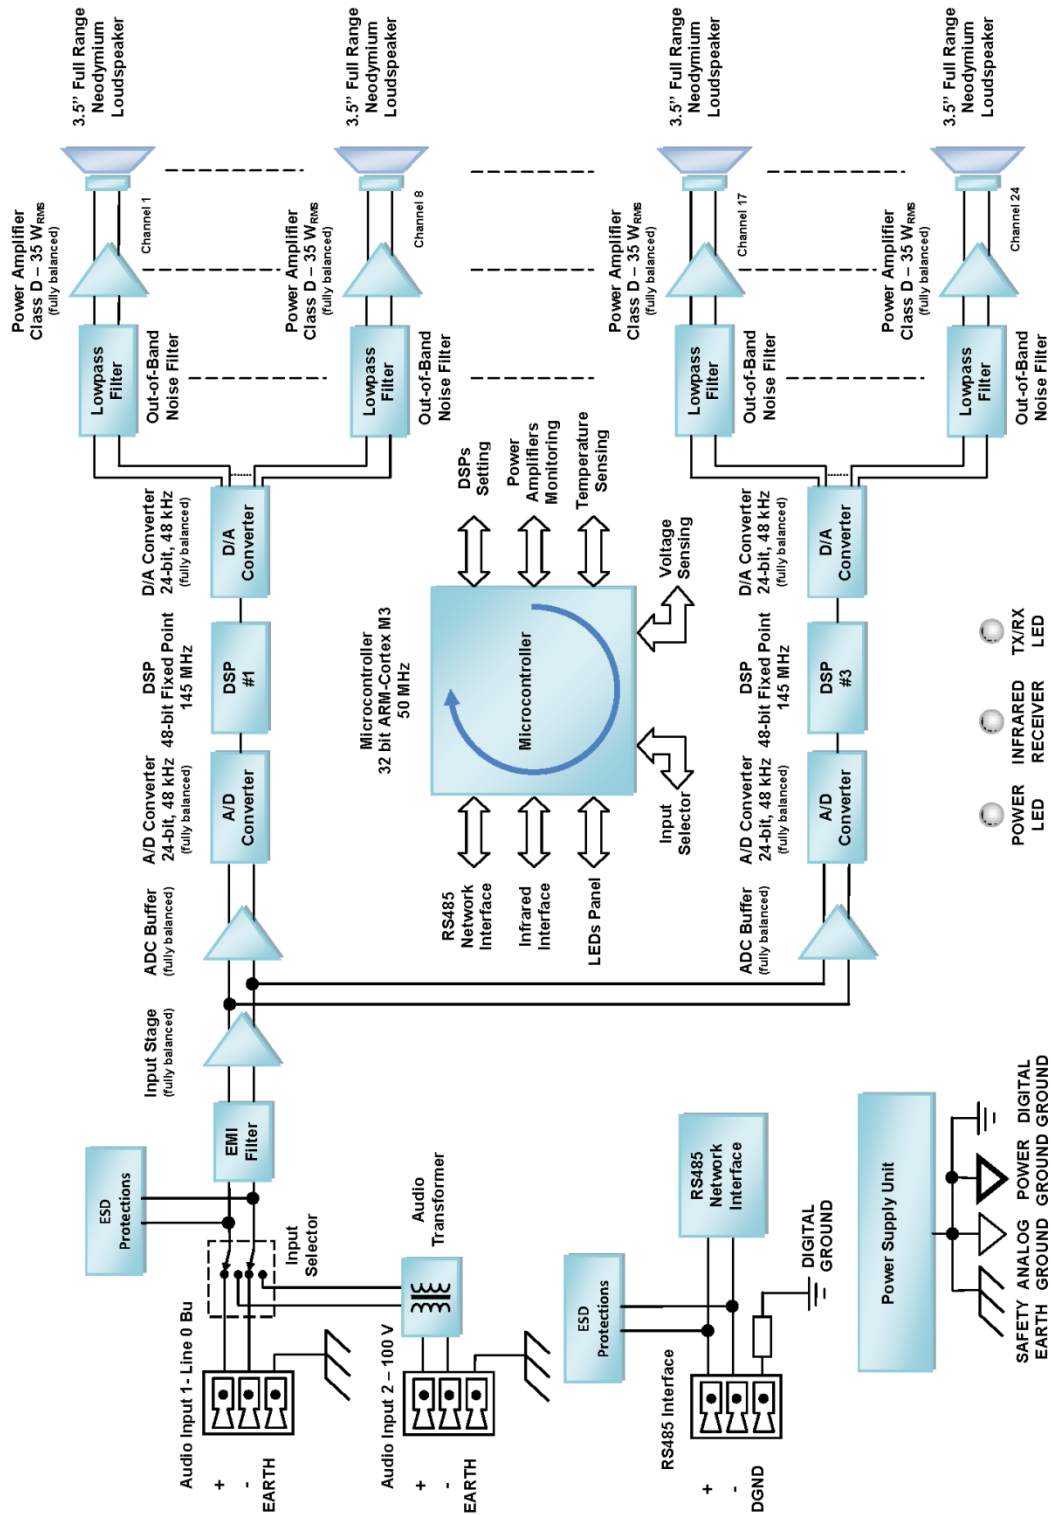 Audio Input 1 - Line 0 Bu
+
-
EARTH
Audio Input 2 – 100 V
+
-
EARTH
RS485 Interface
+
-
DGND
ESD
Protections
Input
Selector
Audio
Transformer
ESD
Protections
DIGITAL
GROUND
EMI
Filter
RS485
Network
Interface
Power Supply Unit
SAFETY
EARTH
ANALOG
GROUND
POWER
GROUND
DIGITAL
GROUND
Input Stage
(fully balanced)
ADC Buffer
(fully balanced)
A/D Converter
24-bit, 48 kHz
(fully balanced)
A/D
Converter
DSP
48-bit Fixed Point
145 MHz
DSP
#1
D/A Converter
24-bit, 48 kHz
(fully balanced)
D/A
Converter
Microcontroller
32 bit ARM-Cortex M3
50 MHz
Microcontroller
RS485
Network
Interface
Infrared
Interface
LEDs Panel
DSPs
Setting
Power
Amplifiers
Monitoring
Temperature
Sensing
Input
Selector
Voltage
Sensing
ADC Buffer
(fully balanced)
A/D Converter
24-bit, 48 kHz
(fully balanced)
A/D
Converter
DSP
48-bit Fixed Point
145 MHz
DSP
#3
D/A Converter
24-bit, 48 kHz
(fully balanced)
D/A
Converter
POWER
LED
INFRARED
RECEIVER
TX/RX
LED
Lowpass
Filter
Out-of-Band
Noise Filter
Power Amplifier
Class D – 35 WRMS
(fully balanced)
Channel 1
3.5" Full Range
Neodymium
Loudspeaker
Lowpass
Filter
Out-of-Band
Noise Filter
Power Amplifier
Class D – 35 WRMS
(fully balanced)
Channel 8
3.5" Full Range
Neodymium
Loudspeaker
Lowpass
Filter
Out-of-Band
Noise Filter
Power Amplifier
Class D – 35 WRMS
(fully balanced)
Channel 17
3.5" Full Range
Neodymium
Loudspeaker
Lowpass
Filter
Out-of-Band
Noise Filter
Power Amplifier
Class D – 35 WRMS
(fully balanced)
Channel 24
3.5" Full Range
Neodymium
Loudspeaker